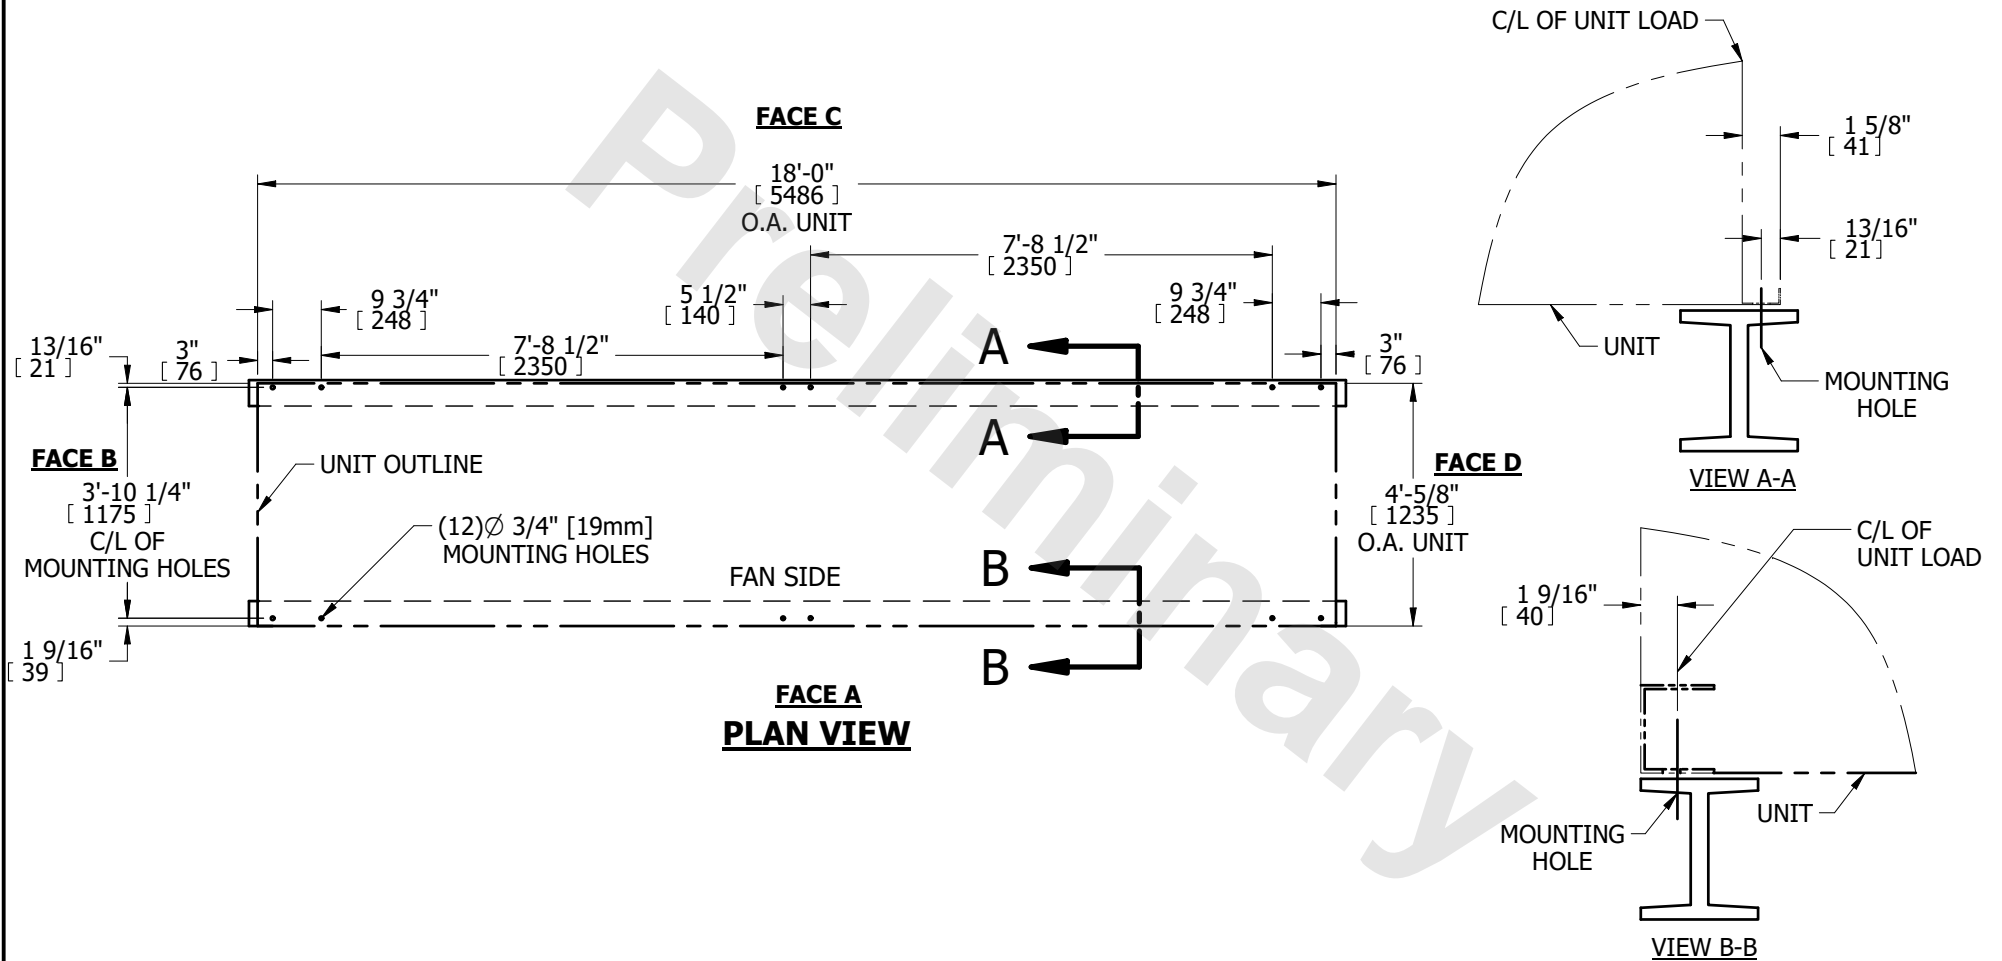 C/L OF UNIT LOAD
FACE C
1 5/8"
[ 41 ]
18'-0"
[ 5486 ]
O.A. UNIT
13/16"
[ 21 ]
7'-8 1/2"
[ 2350 ]
9 3/4"
[ 248 ]
5 1/2"
[ 140 ]
9 3/4"
[ 248 ]
13/16"
[ 21 ]
3"
[ 76 ]
7'-8 1/2"
[ 2350 ]
A
3"
[ 76 ]
UNIT
MOUNTING
HOLE
A
FACE B
UNIT OUTLINE
FACE D
VIEW A-A
3'-10 1/4"
[ 1175 ]
C/L OF
MOUNTING HOLES
(12)Ø 3/4" [19mm]
MOUNTING HOLES
4'-5/8"
[ 1235 ]
O.A. UNIT
C/L OF
UNIT LOAD
FAN SIDE
B
1 9/16"
[ 40 ]
1 9/16"
[ 39 ]
B
FACE A
PLAN VIEW
UNIT
MOUNTING
HOLE
VIEW B-B
Preliminary